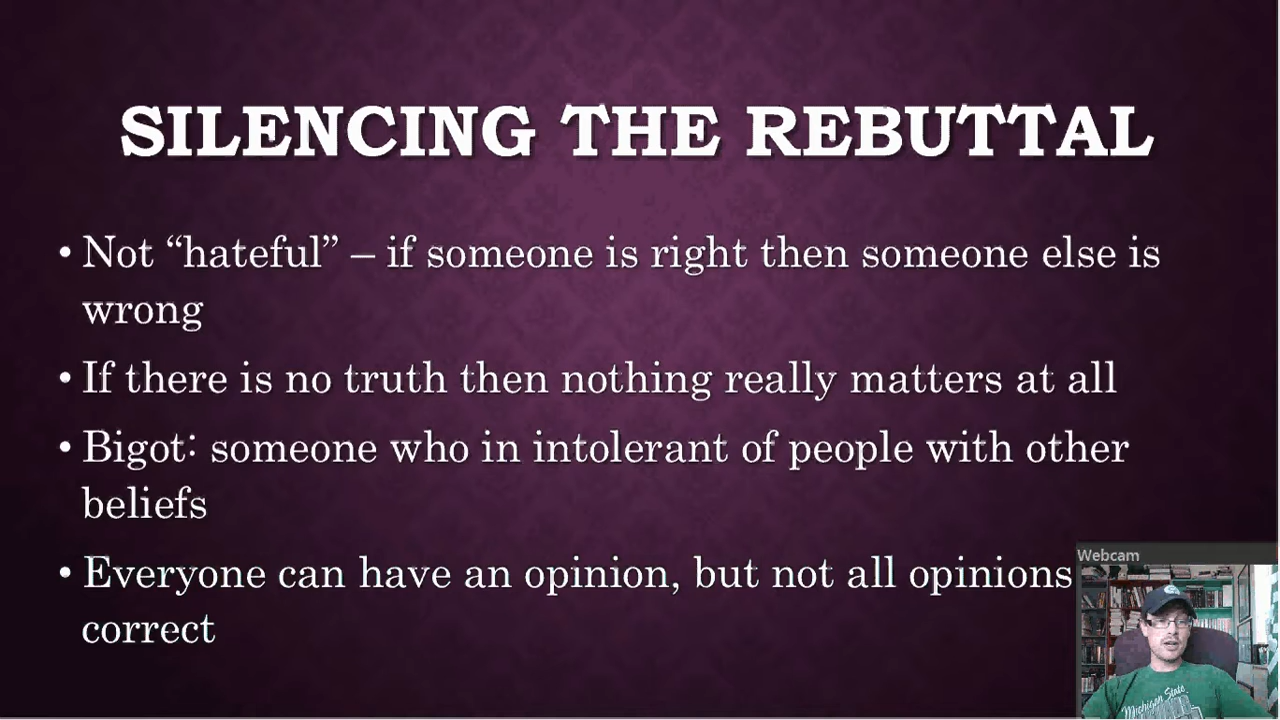 SILENCING THE REBUTTAL
• Not “hateful” – if someone is right then someone else is
wrong
• If there is no truth then nothing really matters at all
• Bigot: someone who in intolerant of people with other
beliefs
• Everyone can have an opinion, but not all opinions
correct
Webcam
Michigan State